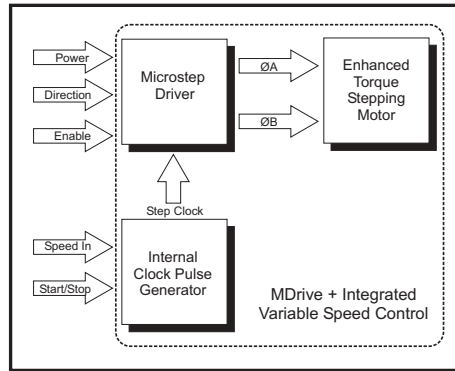 Power
Direction
Enable
Microstep
Driver
ØA
ØB
Enhanced
Torque
Stepping
Motor
Step Clock
Speed In
Start/Stop
Internal
Clock Pulse
Generator
MDrive + Integrated
Variable Speed Control